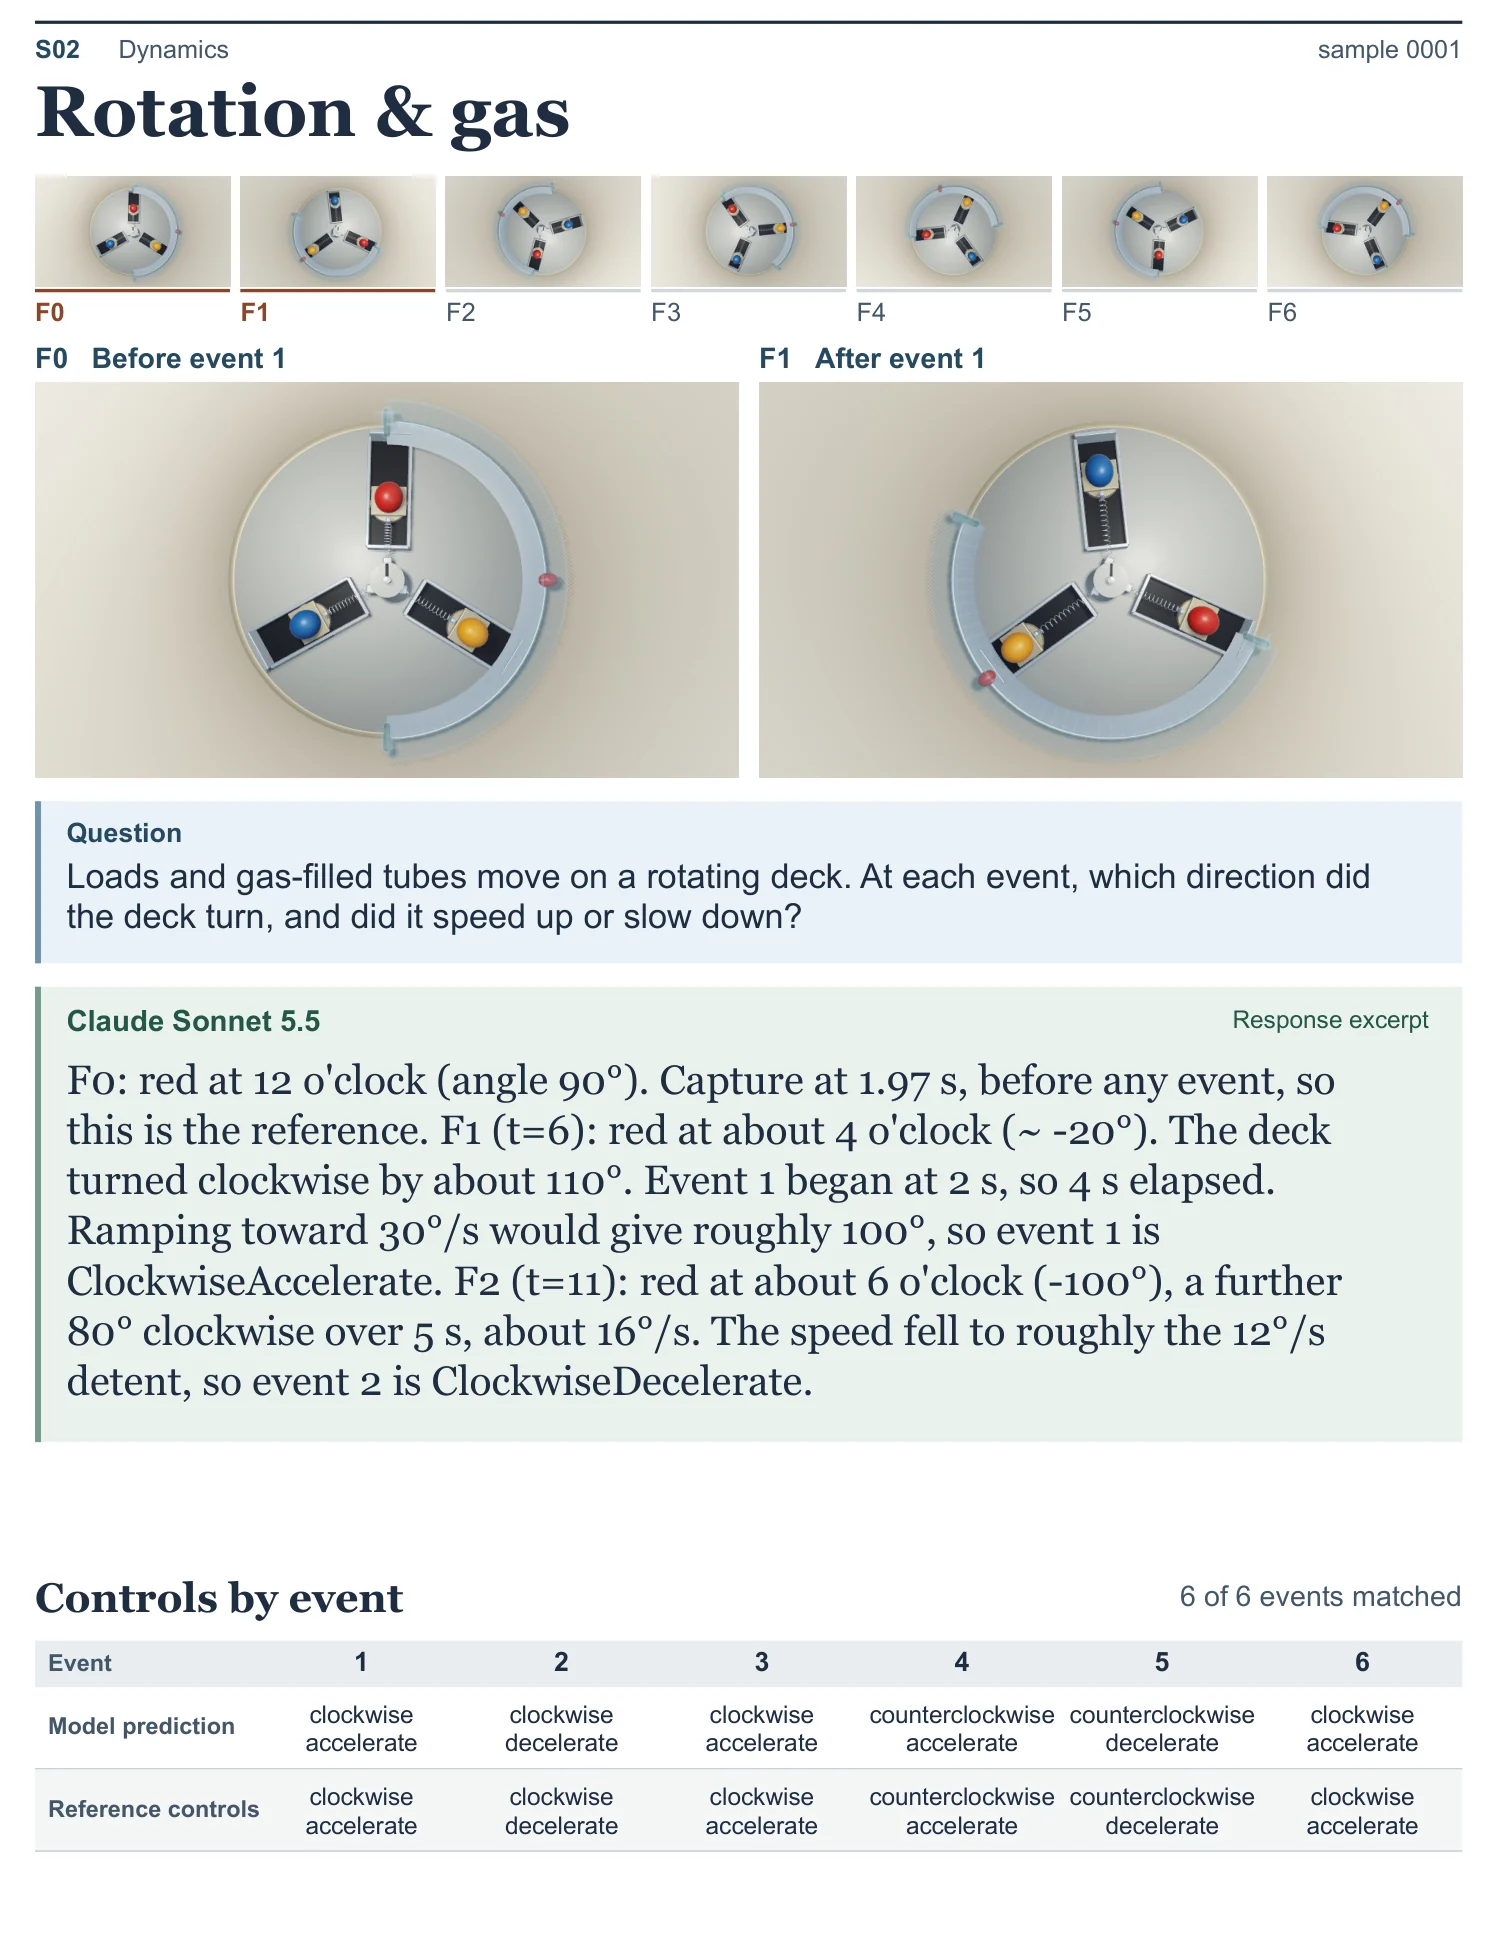 S02 Dynamics sample 0001
Rotation & gas
F0 F1 F2 F3 F4 F5 F6
F0 Before event 1
F1 After event 1
Question
Loads and gas-filled tubes move on a rotating deck. At each event, which direction did
the deck turn, and did it speed up or slow down?
Claude Sonnet 5.5 Response excerpt
F0: red at 12 o'clock (angle 90°). Capture at 1.97 s, before any event, so
this is the reference. F1 (t=6): red at about 4 o'clock (~ -20°). The deck
turned clockwise by about 110°. Event 1 began at 2 s, so 4 s elapsed.
Ramping toward 30°/s would give roughly 100°, so event 1 is
ClockwiseAccelerate. F2 (t=11): red at about 6 o'clock (-100°), a further
80° clockwise over 5 s, about 16°/s. The speed fell to roughly the 12°/s
detent, so event 2 is ClockwiseDecelerate.
Controls by event 6 of 6 events matched
Event 1 2 3 4 5 6
Model prediction clockwise accelerate clockwise decelerate clockwise accelerate counterclockwise accelerate counterclockwise decelerate clockwise accelerate
Reference controls clockwise accelerate clockwise decelerate clockwise accelerate counterclockwise accelerate counterclockwise decelerate clockwise accelerate